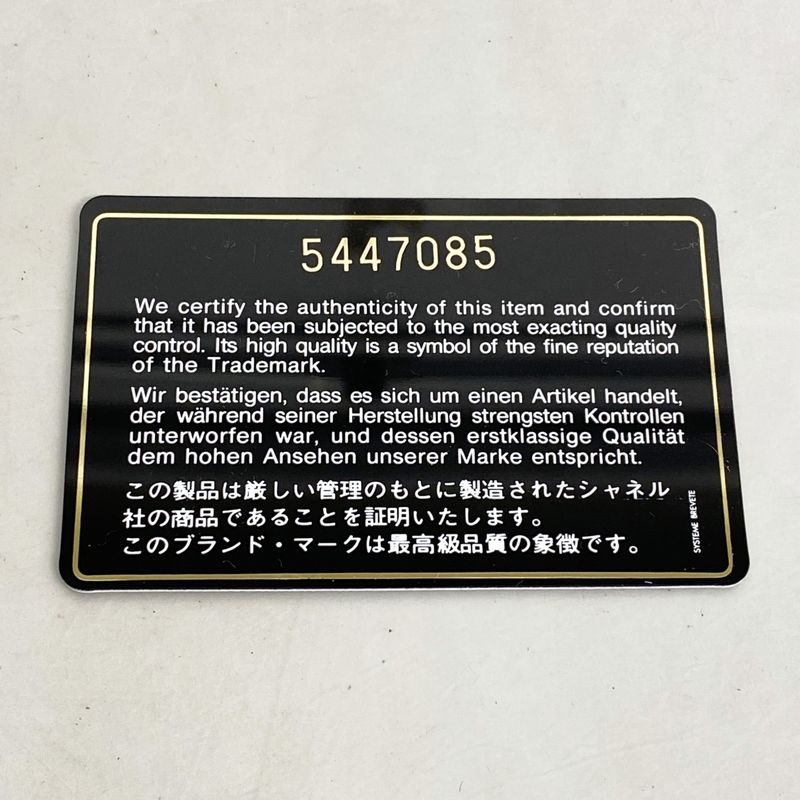 5447085
We certify the authenticity of this item and confirm
that it has been subjected to the most exacting quality
control. Its high quality is a symbol of the fine reputation
of the Trademark.
Wir bestätigen, dass es sich um einen Artikel handelt,
der während seiner Herstellung strengsten Kontrollen
unterworfen war, und dessen erstklassige Qualität
dem hohen Ansehen unserer Marke entspricht.
この製品は厳しい管理のもとに製造されたシャネル
社の商品であることを証明いたします。
このブランド・マークは最高級品質の象徴です。
SYSTEME BREVETE